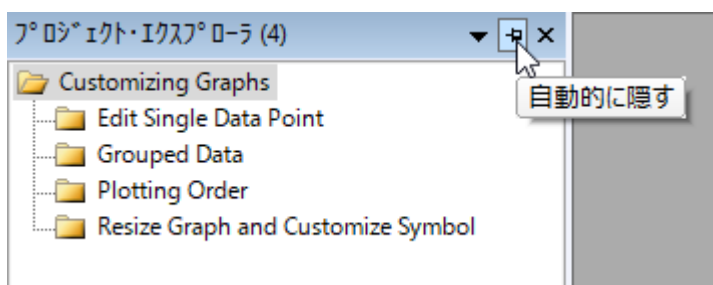 ﾌﾟﾛｼﾞｪｸﾄ･ｴｸｽﾌﾟﾛｰﾗ (4)
Customizing Graphs
自動的に隠す
Edit Single Data Point
Grouped Data
Plotting Order
Resize Graph and Customize Symbol